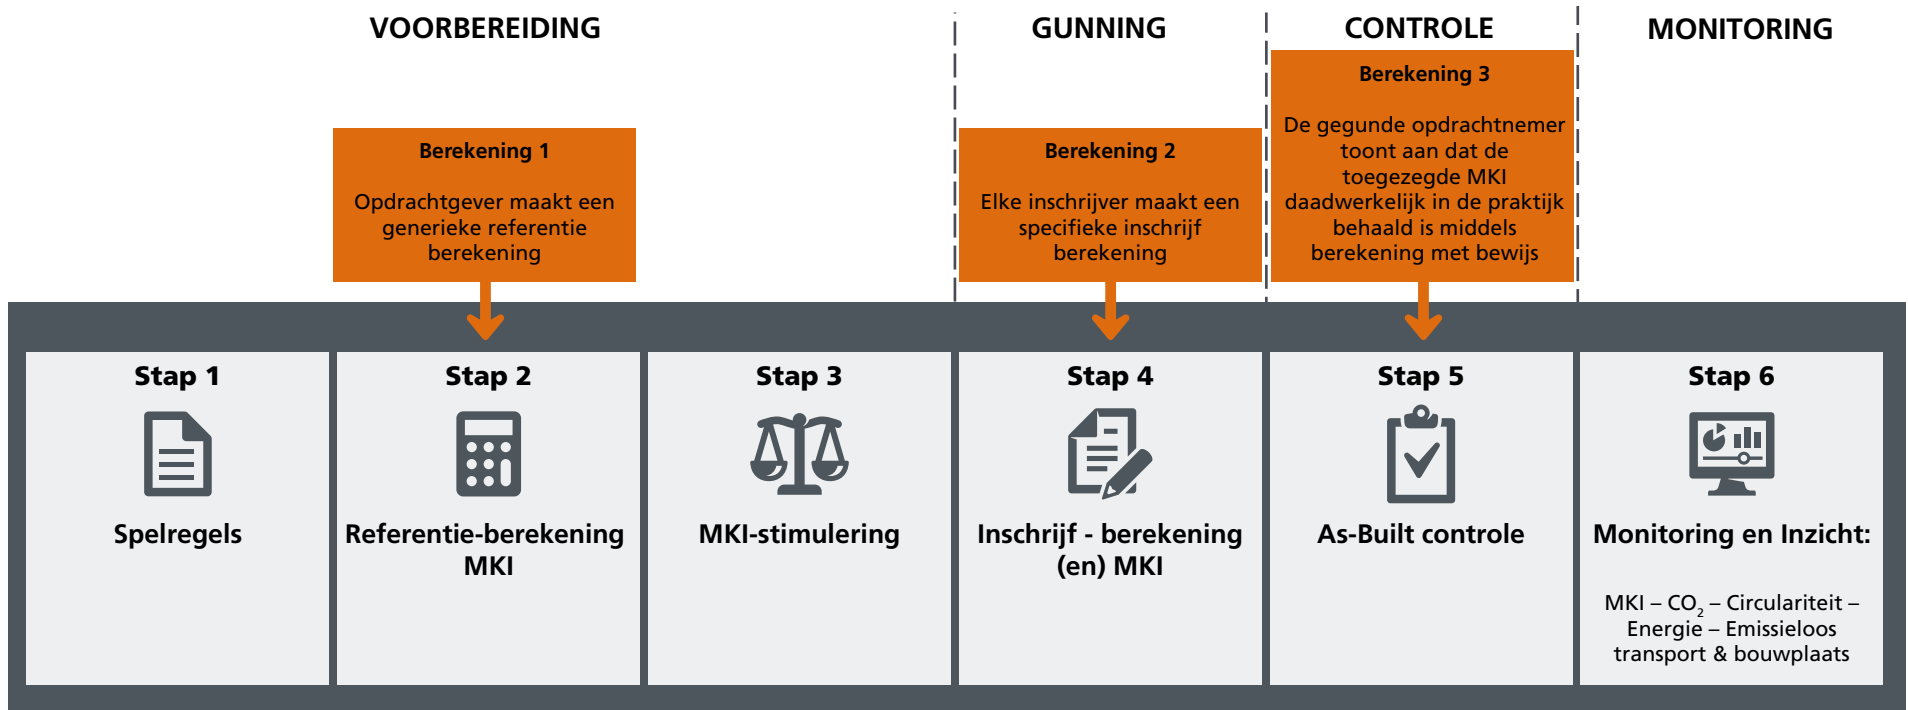 VOORBEREIDING
GUNNING
CONTROLE
MONITORING
Berekening 1
Opdrachtgever maakt een
generieke referentie
berekening
Berekening 2
Elke inschrijver maakt een
specifieke inschrijf
berekening
Berekening 3
De gegunde opdrachtnemer
toont aan dat de
toegezegde MKI
daadwerkelijk in de praktijk
behaald is middels
berekening met bewijs
Stap 1
Spelregels
Stap 2
Referentie-berekening
MKI
Stap 3
MKI-stimulering
Stap 4
Inschrijf - berekening
(en) MKI
Stap 5
As-Built controle
Stap 6
Monitoring en Inzicht:
MKI – CO₂ – Circulariteit –
Energie – Emissieloos
transport & bouwplaats